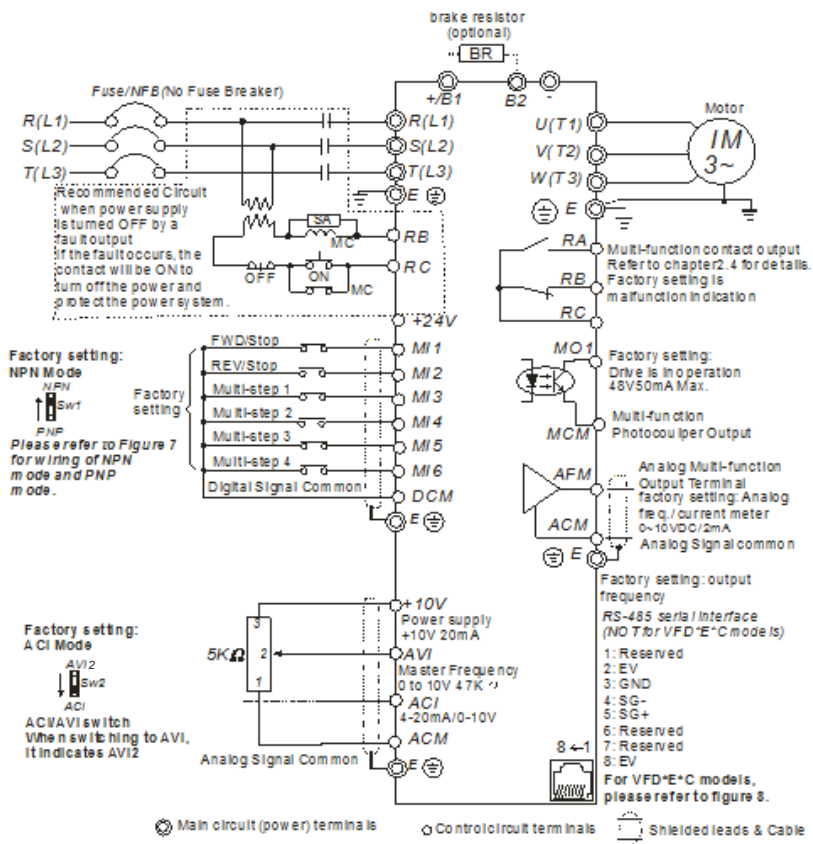 brake resistor
(optional)
BR
+/B1
B2
-
Fuse/NFB(No Fuse Breaker)
R(L1)
S(L2)
T(L3)
R(L1)
S(L2)
T(L3)
E
Recommended Circuit
when power supply
is turned OFF by a
fault output
If the fault occurs, the
contact will be ON to
turn off the power and
protect the power system.
SA
MC
OFF
ON
MC
RB
RC
U(T1)
V(T2)
W(T3)
E
Motor
IM
3~
RA
RB
RC
Multi-function contact output
Refer to chapter2.4 for details.
Factory setting is
malfunction indication
+24V
FWD/Stop
MI1
REV/Stop
MI2
Multi-step 1
MI3
Multi-step 2
MI4
Multi-step 3
MI5
Multi-step 4
MI6
Digital Signal Common
DCM
E
Factory
setting
Factory setting:
NPN Mode
NPN
Sw1
PNP
Please refer to Figure 7
for wiring of NPN
mode and PNP
mode.
MO1
Factory setting:
Drive is in operation
48V50mA Max.
Multi-function
Photocoulper Output
MCM
AFM
ACM
E
Analog Multi-function
Output Terminal
factory setting: Analog
freq./ current meter
0~10VDC/2mA
Analog Signal common
Factory setting: output
frequency
+10V
Power supply
+10V 20mA
3
2
1
5KΩ
AVI
Master Frequency
0 to 10V 47K
ACI
4-20mA/0-10V
ACM
Analog Signal Common
E
Factory setting:
ACI Mode
AVI2
Sw2
ACI
ACI/AVI switch
When switching to AVI,
it indicates AVI2
RS-485 serial interface
(NOT for VFD*E*C models)
1: Reserved
2: EV
3: GND
4: SG-
5: SG+
6: Reserved
7: Reserved
8: EV
8←1
For VFD*E*C models,
please refer to figure 8.
Main circuit (power) terminals
Control circuit terminals
Shielded leads & Cable